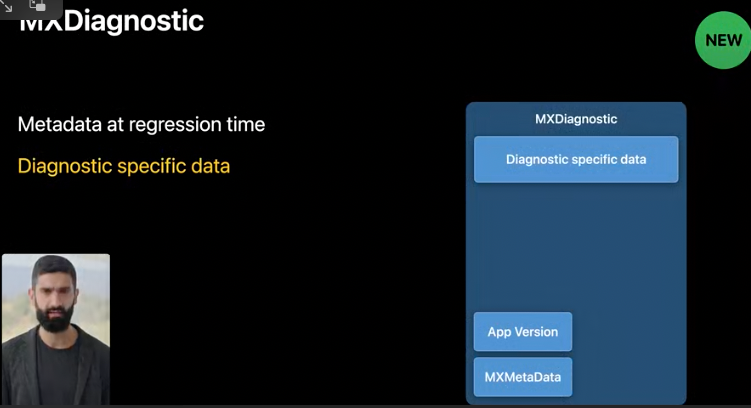 MXDiagnostic
NEW
Metadata at regression time
Diagnostic specific data
MXDiagnostic
Diagnostic specific data
App Version
MXMetaData